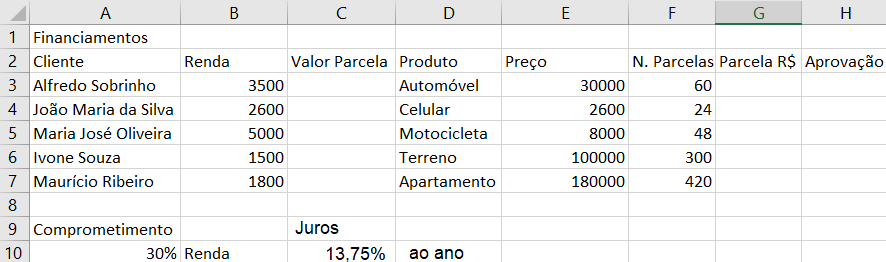 A B C D E F G H
1 Financiamentos
2 Cliente Renda Valor Parcela Produto Preço N. Parcelas Parcela R$ Aprovação
3 Alfredo Sobrinho 3500 Automóvel 30000 60
4 João Maria da Silva 2600 Celular 2600 24
5 Maria José Oliveira 5000 Motocicleta 8000 48
6 Ivone Souza 1500 Terreno 100000 300
7 Maurício Ribeiro 1800 Apartamento 180000 420
8
9 Comprometimento Juros
10 30% Renda 13,75% ao ano